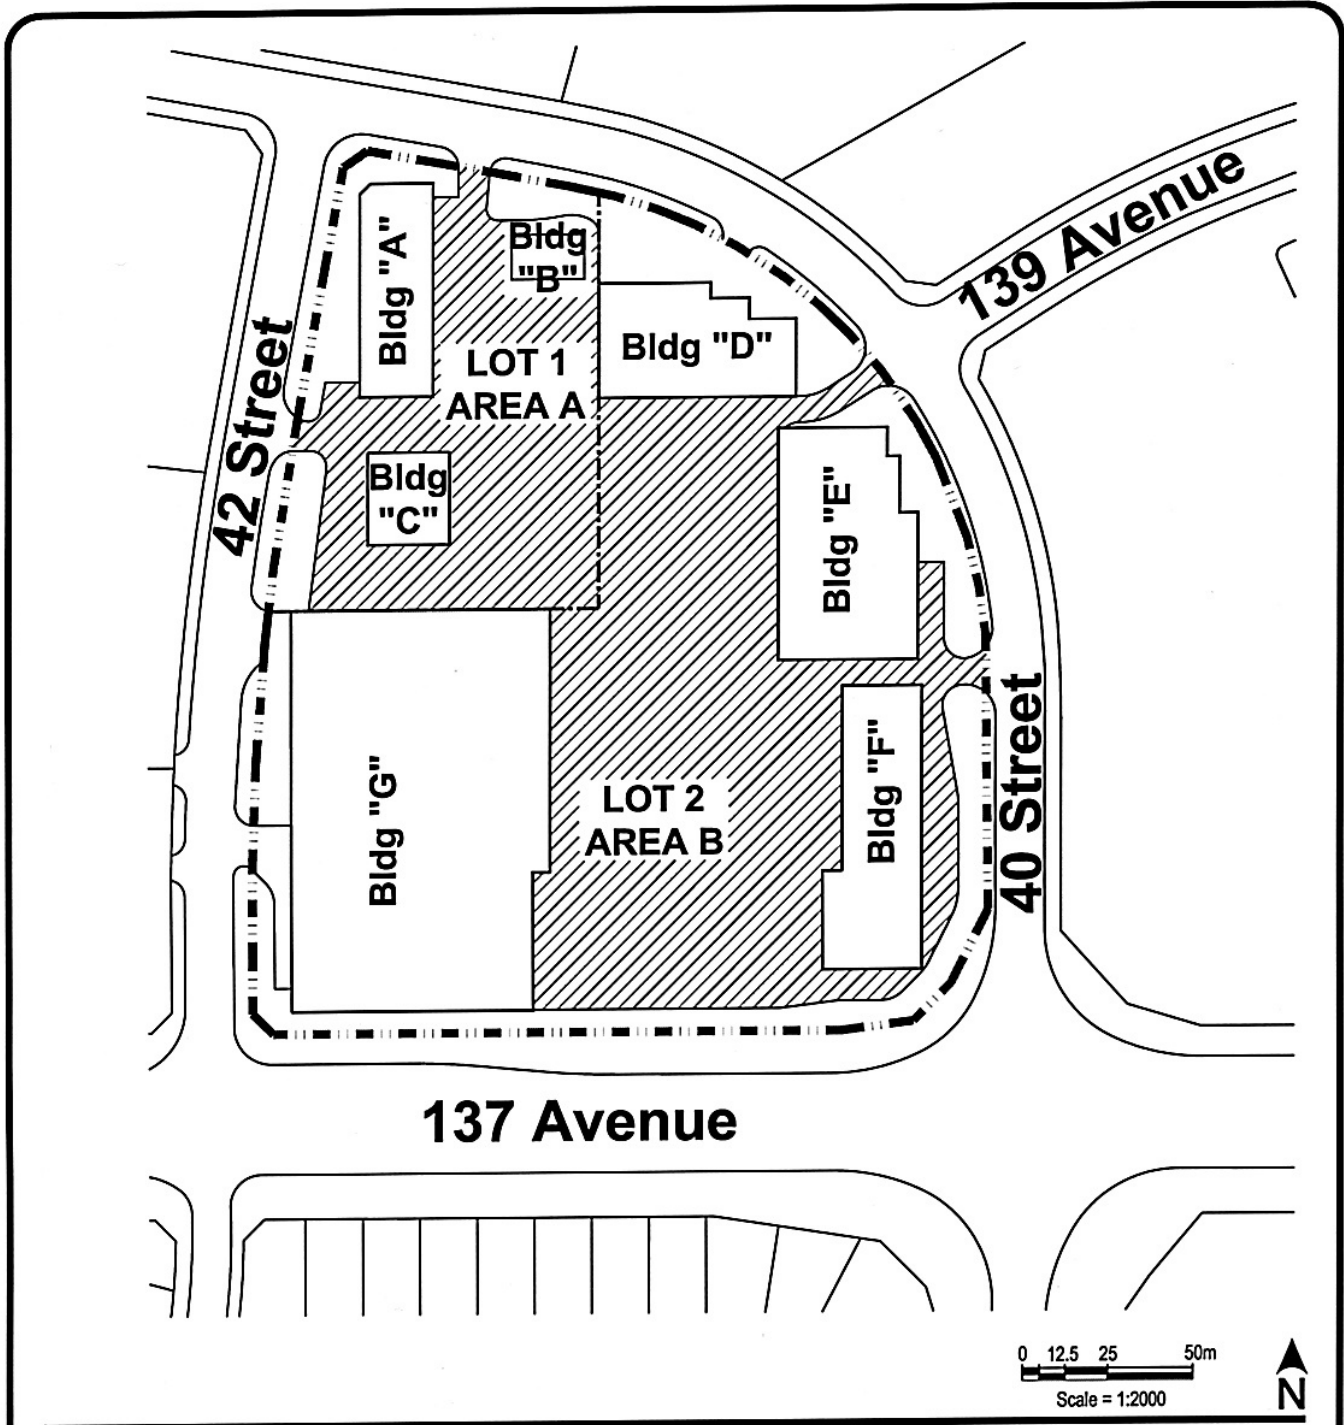 139 Avenue
Bldg "A"
Bldg
"B"
Bldg "D"
LOT 1
AREA A
42 Street
Bldg
"C"
Bldg "E"
Bldg "G"
LOT 2
AREA B
Bldg "F"
40 Street
137 Avenue
0 12.5 25 50m
Scale = 1:2000
N